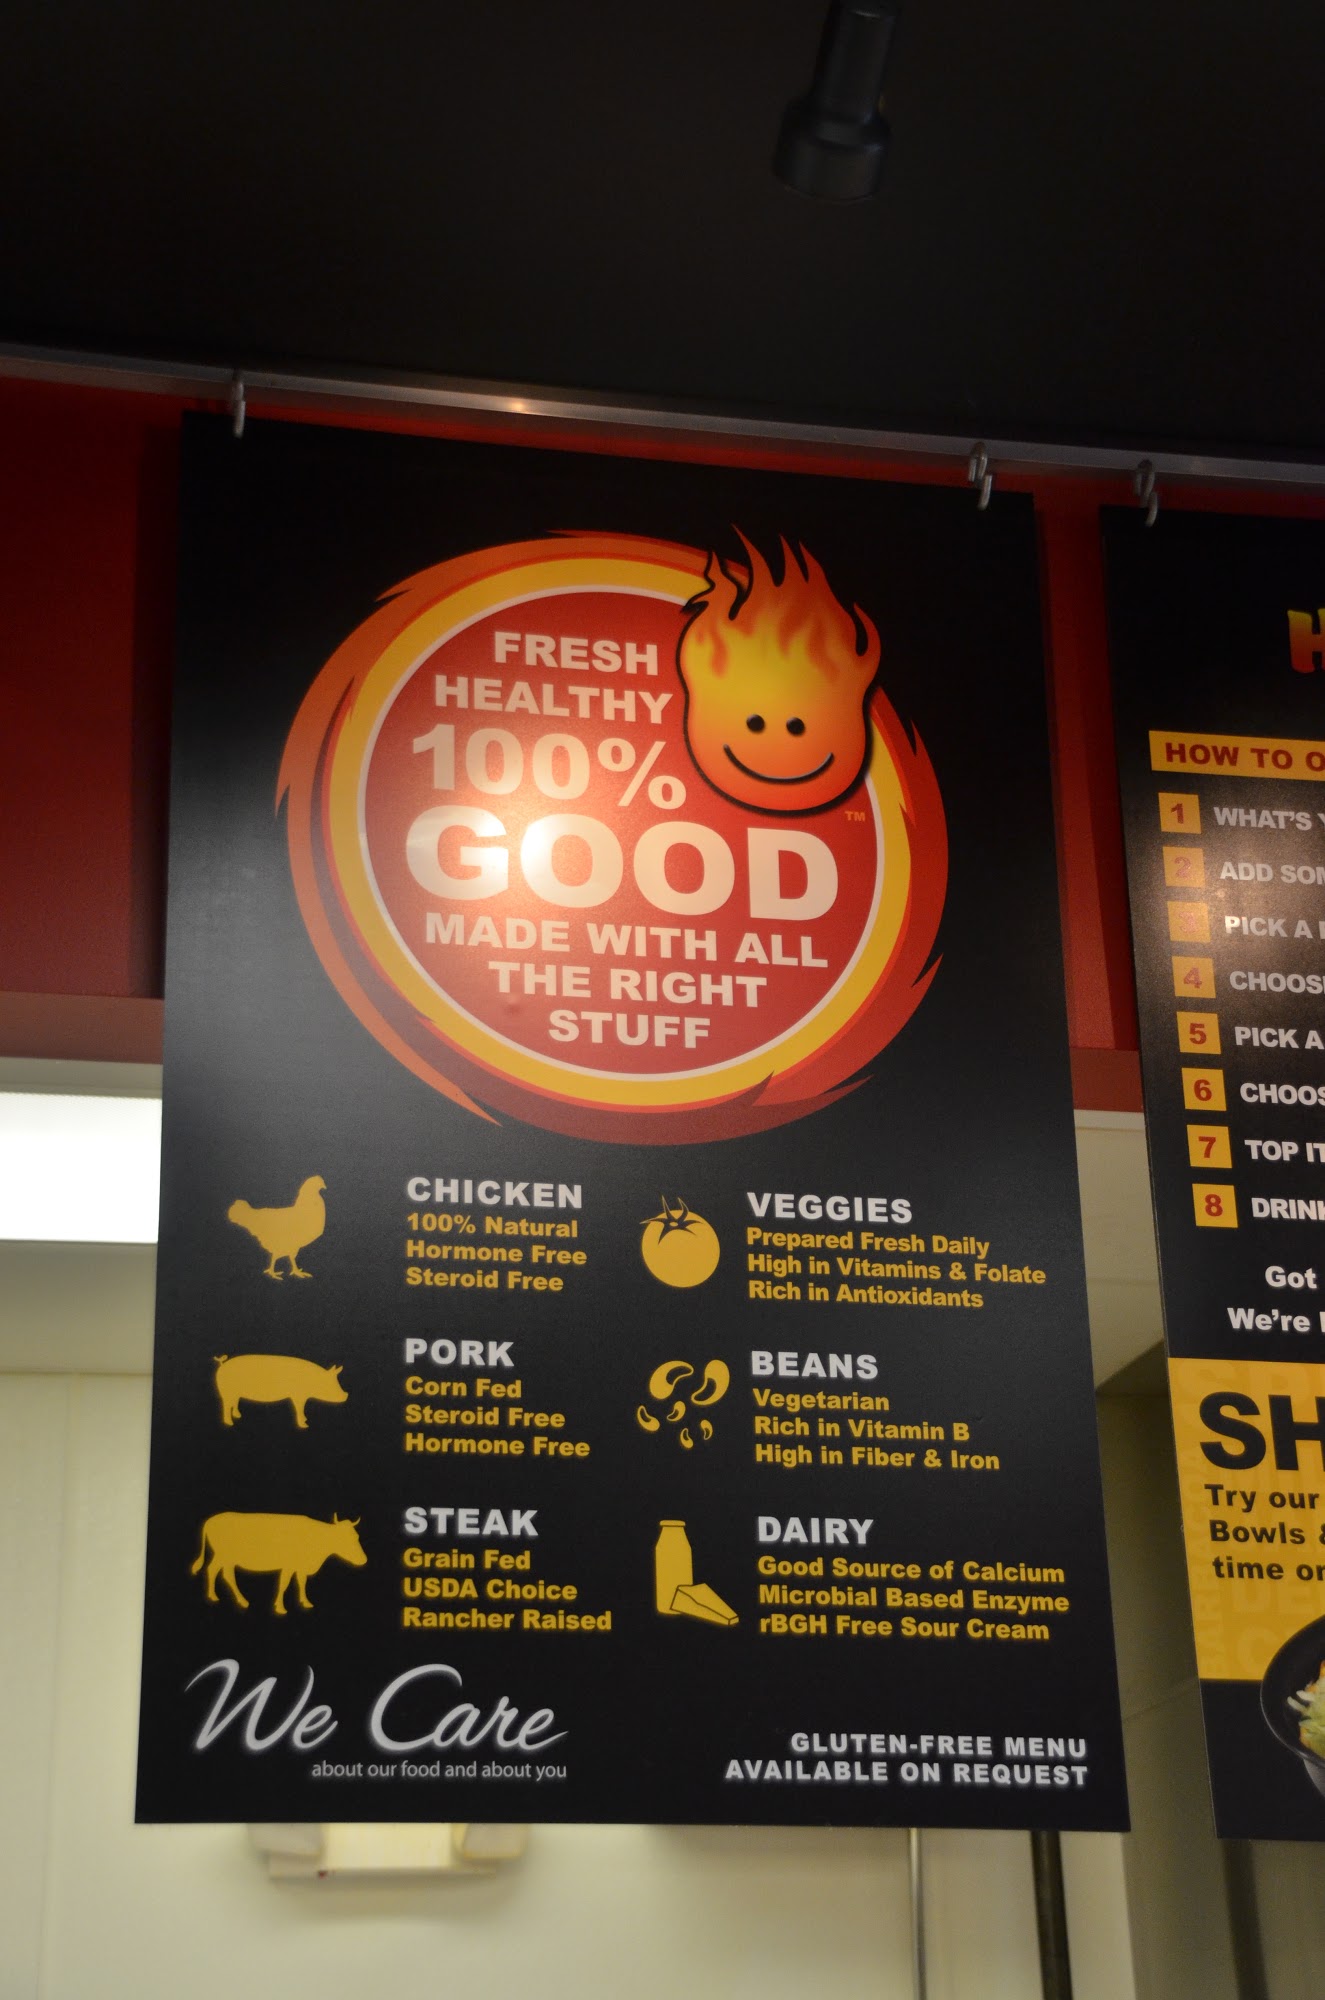 FRESH
HEALTHY
100%
GOOD
™
MADE WITH ALL
THE RIGHT
STUFF
CHICKEN
100% Natural
Hormone Free
Steroid Free
PORK
Corn Fed
Steroid Free
Hormone Free
STEAK
Grain Fed
USDA Choice
Rancher Raised
VEGGIES
Prepared Fresh Daily
High in Vitamins & Folate
Rich in Antioxidants
BEANS
Vegetarian
Rich in Vitamin B
High in Fiber & Iron
DAIRY
Good Source of Calcium
Microbial Based Enzyme
rBGH Free Sour Cream
We Care
about our food and about you
GLUTEN-FREE MENU
AVAILABLE ON REQUEST
HOW TO
1 WHAT'S
2 ADD
3 PICK A
4
5 PICK A
6
7 TOP
8
Got
We're
Try our
Bowls
time